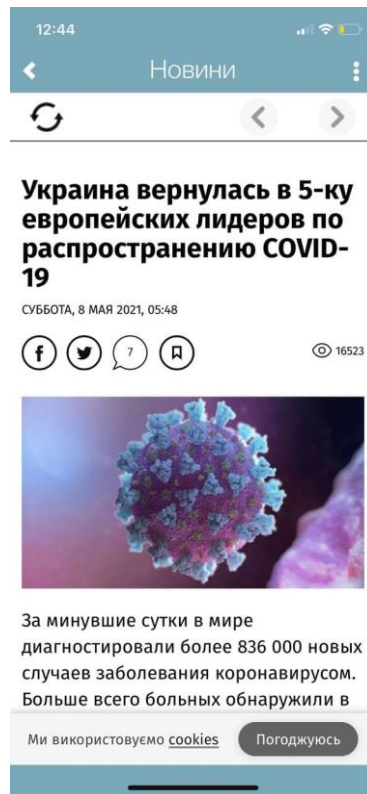 12:44
Новини
Украина вернулась в 5-ку
европейских лидеров по
распространению COVID-
19
СУББОТА, 8 МАЯ 2021, 05:48
7
16523
За минувшие сутки в мире
диагностировали более 836 000 новых
случаев заболевания коронавирусом.
Больше всего больных обнаружили в
Ми використовуємо cookies
Погоджуюсь